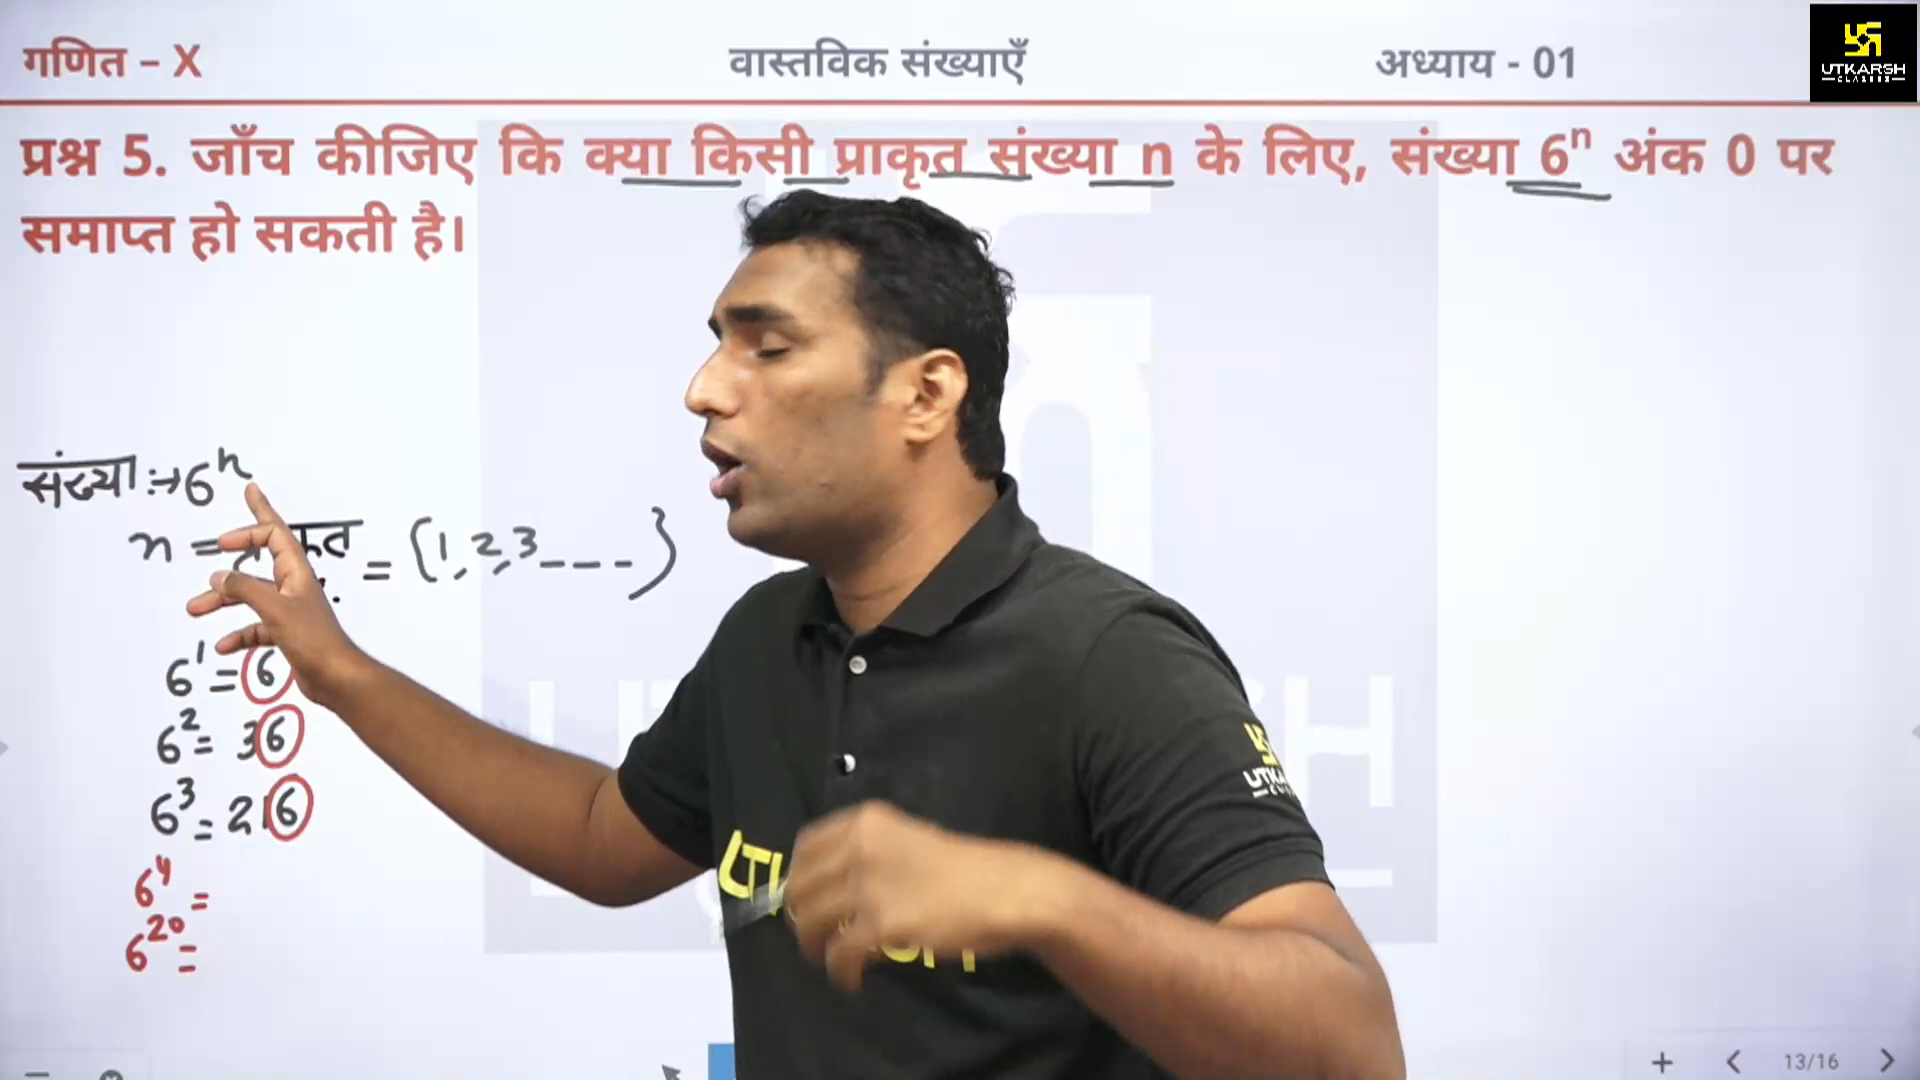 गणित – X
वास्तविक संख्याएँ
अध्याय - 01
UTKARSH
CLASSES
प्रश्न 5. जाँच कीजिए कि क्या किसी प्राकृत संख्या n के लिए, संख्या 6ⁿ अंक 0 पर
समाप्त हो सकती है।
संख्या :→ 6ⁿ
n = = {1, 2, 3 - - - - }
6¹ = 6
6² = 36
6³ = 216
6⁴ =
6²⁰ =
13/16